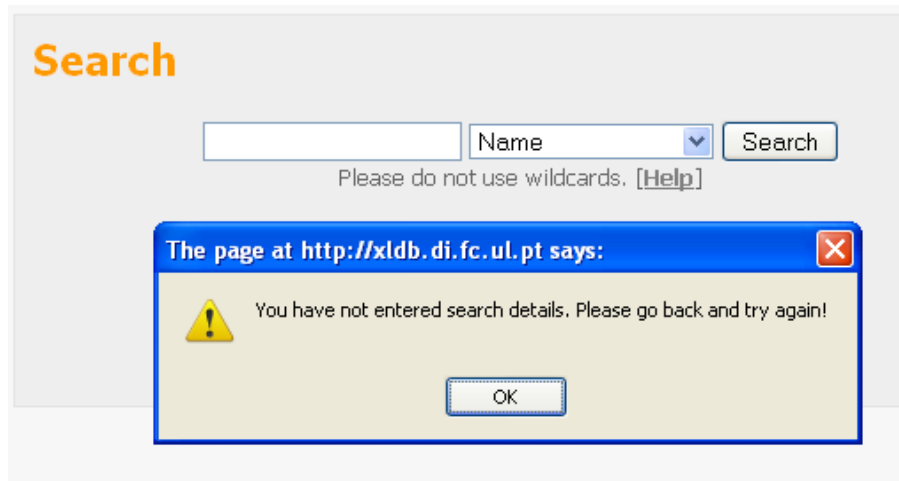 Search
Name Search
Please do not use wildcards. [Help]
The page at http://xldb.di.fc.ul.pt says:
You have not entered search details. Please go back and try again!
OK